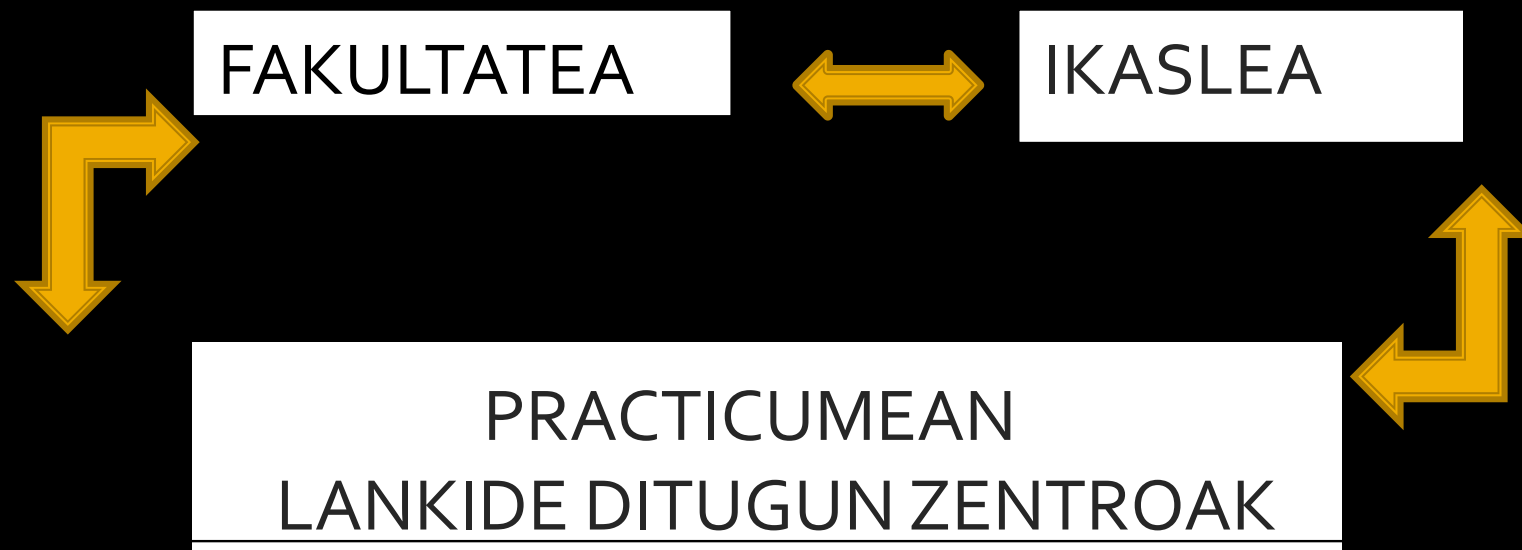 FAKULTATEA
IKASLEA
PRACTICUMEAN
LANKIDE DITUGUN ZENTROAK